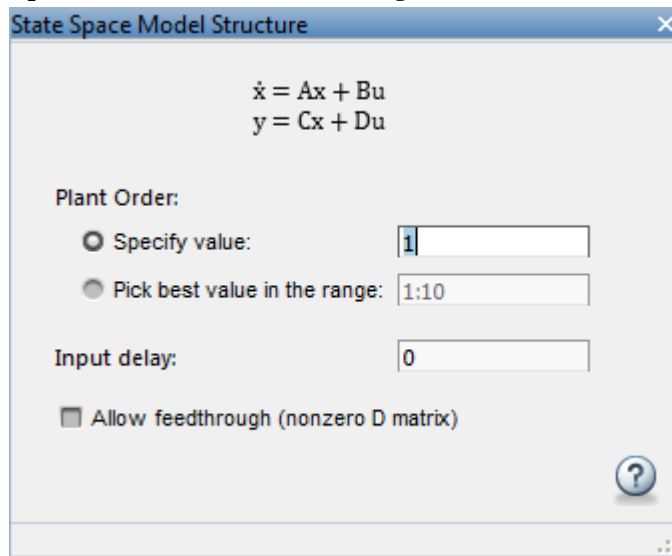 State Space Model Structure
ẋ = Ax + Bu
y = Cx + Du
Plant Order:
Specify value: 1
Pick best value in the range: 1:10
Input delay: 0
Allow feedthrough (nonzero D matrix)
?